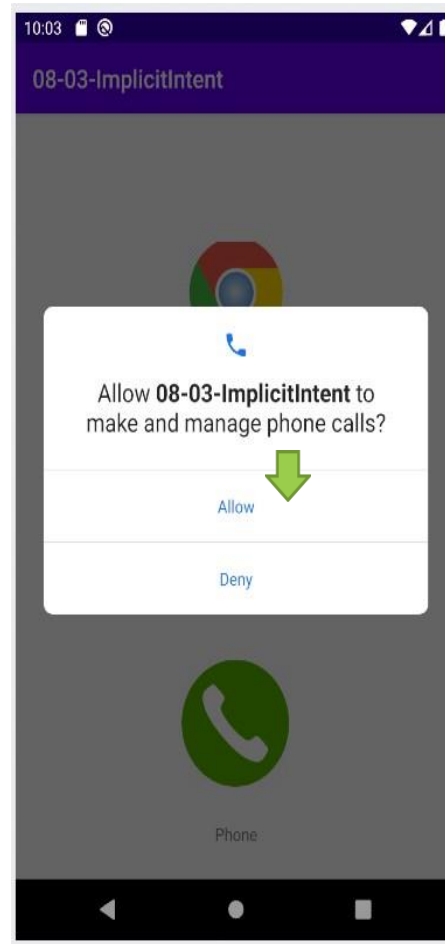 10:03
08-03-ImplicitIntent
Allow 08-03-ImplicitIntent to
make and manage phone calls?
Allow
Deny
Phone